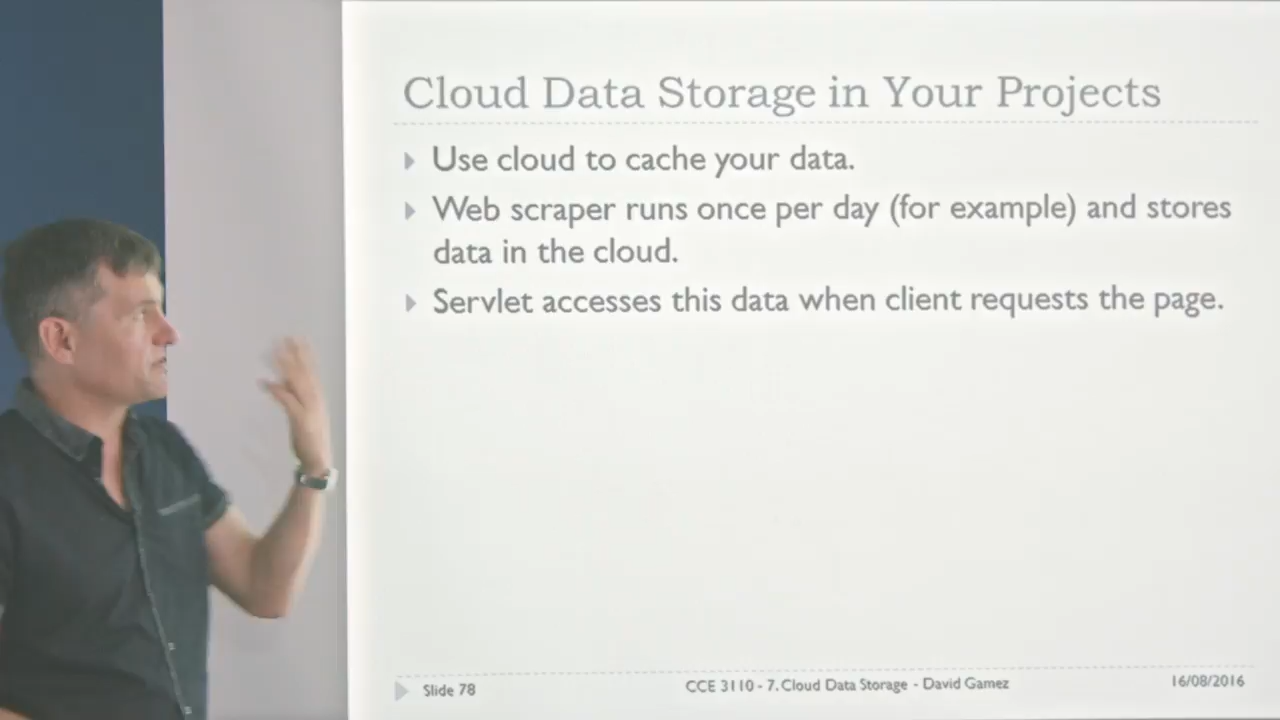 Cloud Data Storage in Your Projects
Use cloud to cache your data.
Web scraper runs once per day (for example) and stores
data in the cloud.
Servlet accesses this data when client requests the page.
Slide 78
CCE 3110 - 7. Cloud Data Storage - David Gamez
16/08/2016